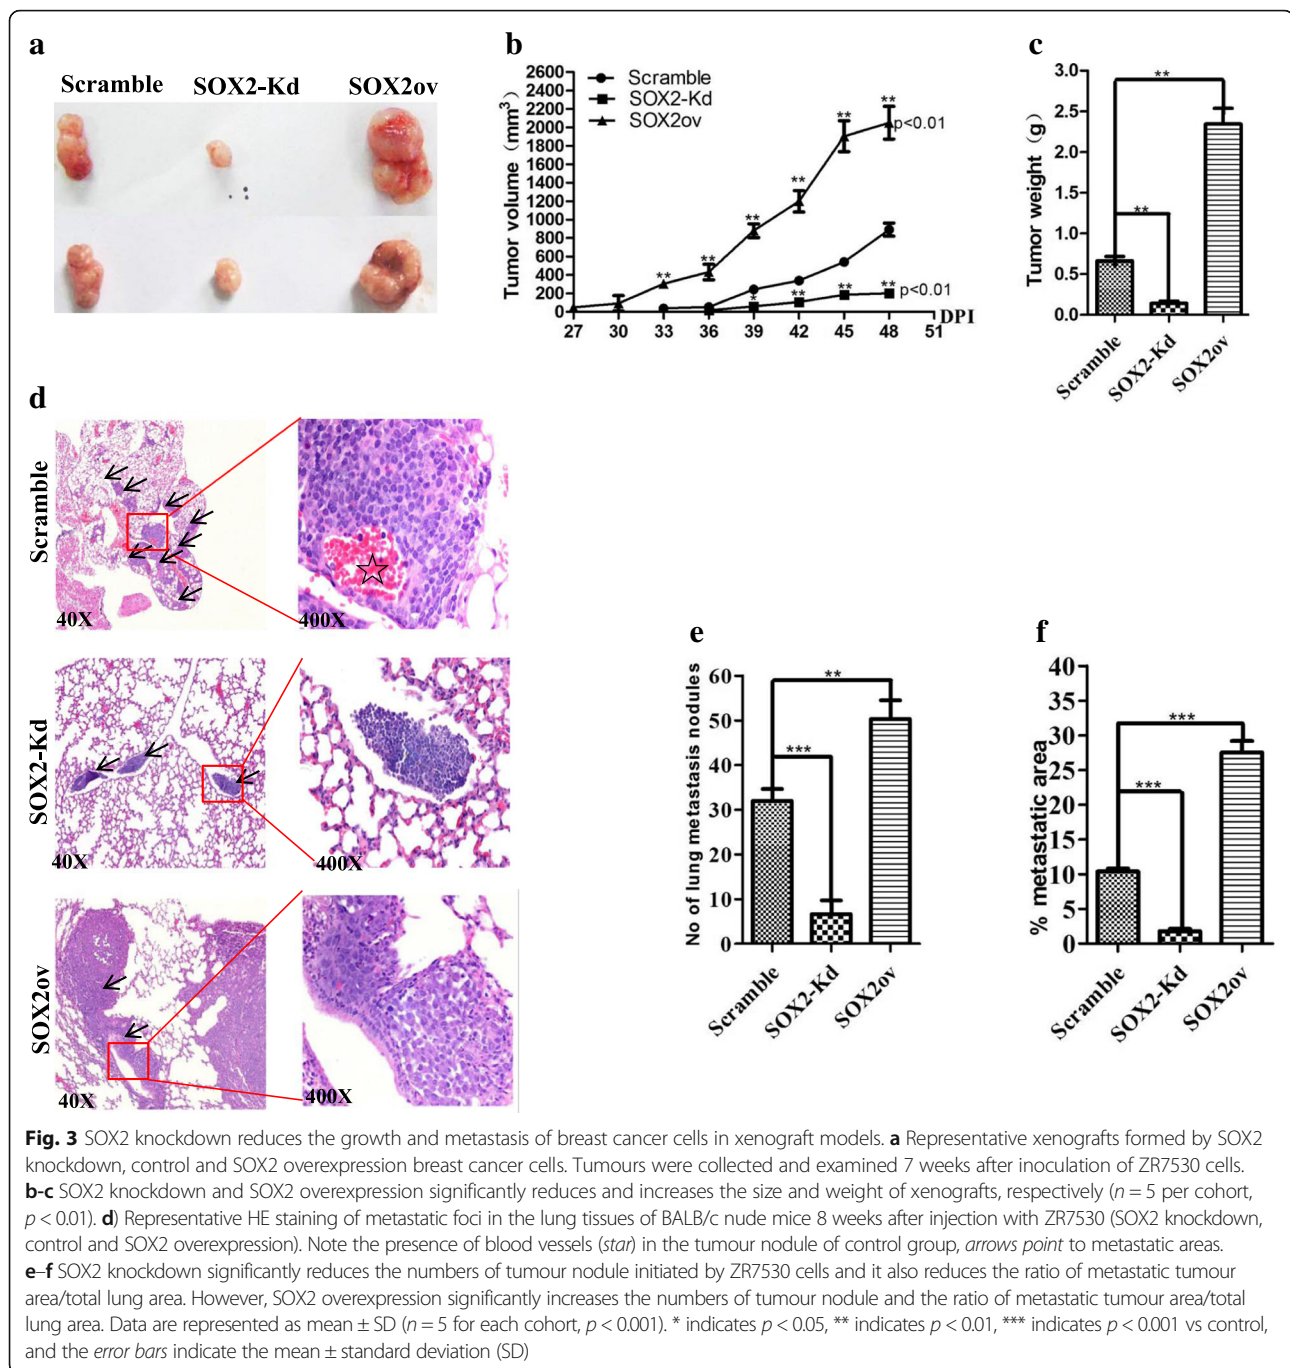 a
Scramble SOX2-Kd SOX2ov
b
Tumor volume (mm³)
2600
2400
2200
2000
1800
1600
1400
1200
1000
800
600
400
200
0
27 30 33 36 39 42 45 48 51 DPI
Scramble
SOX2-Kd
SOX2ov
** ** ** ** ** **
p<0.01
* ** ** **
p<0.01
c
Tumor weight (g)
3.0
2.5
2.0
1.5
1.0
0.5
0.0
**
**
Scramble SOX2-Kd SOX2ov
d
Scramble
40X 400X
SOX2-Kd
40X 400X
SOX2ov
40X 400X
e
No of lung metastasis nodules
60
50
40
30
20
10
0
**
***
Scramble SOX2-Kd SOX2ov
f
% metastatic area
40
35
30
25
20
15
10
5
0
***
***
Scramble SOX2-Kd SOX2ov
Fig. 3 SOX2 knockdown reduces the growth and metastasis of breast cancer cells in xenograft models. a Representative xenografts formed by SOX2
knockdown, control and SOX2 overexpression breast cancer cells. Tumours were collected and examined 7 weeks after inoculation of ZR7530 cells.
b-c SOX2 knockdown and SOX2 overexpression significantly reduces and increases the size and weight of xenografts, respectively (n = 5 per cohort,
p < 0.01). d) Representative HE staining of metastatic foci in the lung tissues of BALB/c nude mice 8 weeks after injection with ZR7530 (SOX2 knockdown,
control and SOX2 overexpression). Note the presence of blood vessels (star) in the tumour nodule of control group, arrows point to metastatic areas.
e–f SOX2 knockdown significantly reduces the numbers of tumour nodule initiated by ZR7530 cells and it also reduces the ratio of metastatic tumour
area/total lung area. However, SOX2 overexpression significantly increases the numbers of tumour nodule and the ratio of metastatic tumour area/total
lung area. Data are represented as mean ± SD (n = 5 for each cohort, p < 0.001). * indicates p < 0.05, ** indicates p < 0.01, *** indicates p < 0.001 vs control,
and the error bars indicate the mean ± standard deviation (SD)